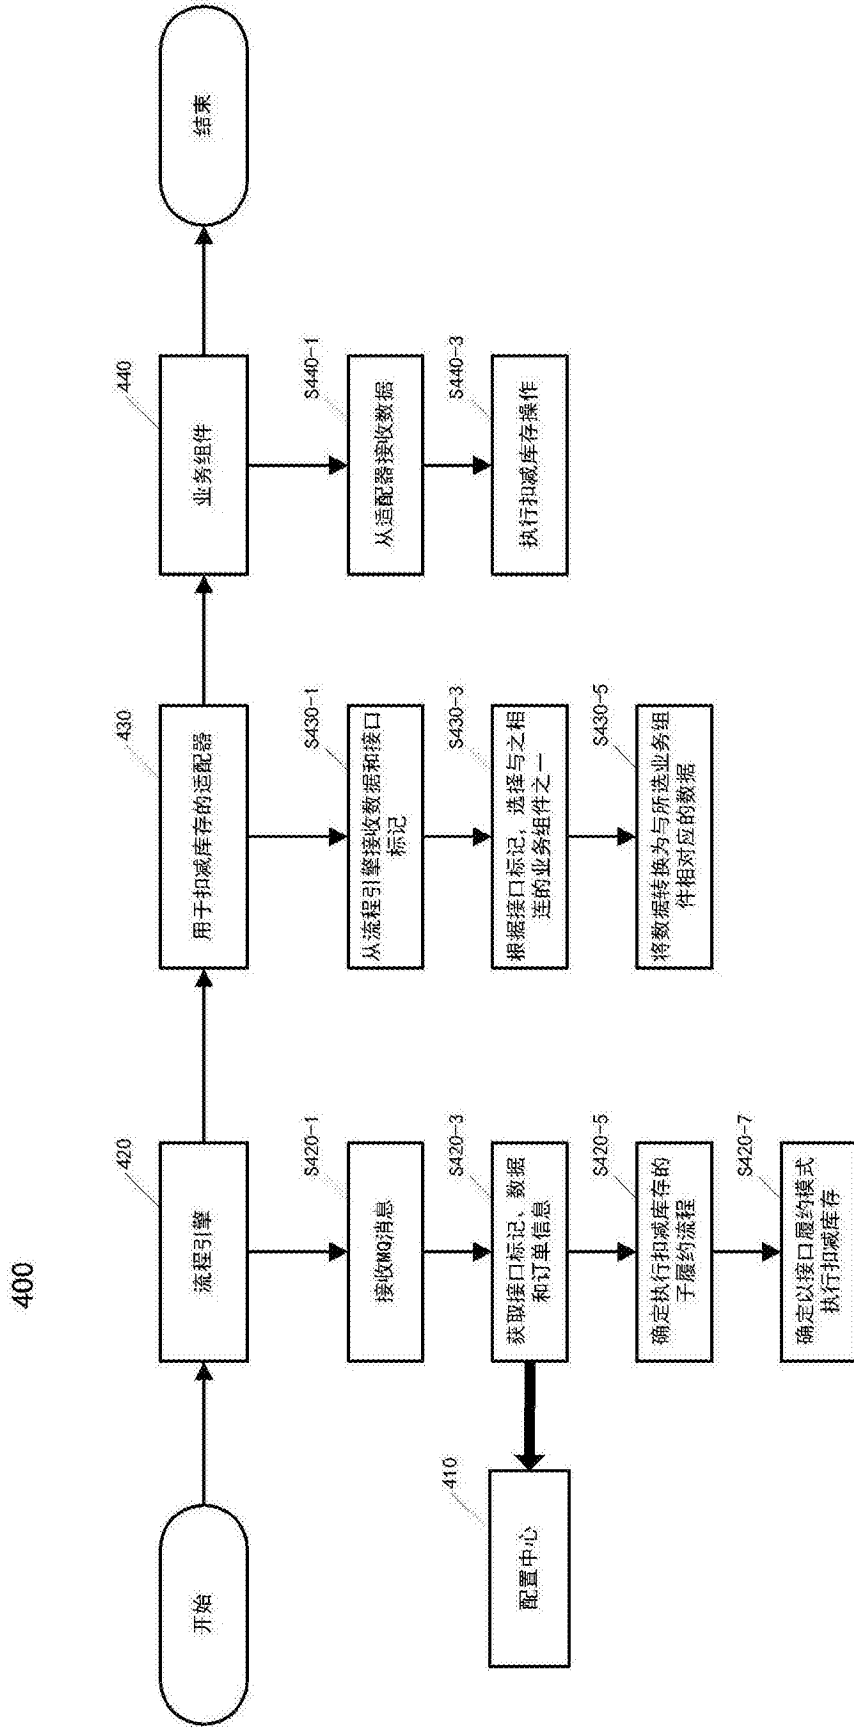 400
开始
420
流程引擎
430
用于扣减库存的适配器
440
业务组件
结束
S420-1
接收MQ消息
S420-3
获取接口标记、数据
和订单信息
S420-5
确定执行扣减库存的
子履约流程
S420-7
确定以接口履约模式
执行扣减库存
410
配置中心
S430-1
从流程引擎接收数据和接口
标记
S430-3
根据接口标记，选择与之相
连的业务组件之一
S430-5
将数据转换为与所选业务组
件相对应的数据
S440-1
从适配器接收数据
S440-3
执行扣减库存操作